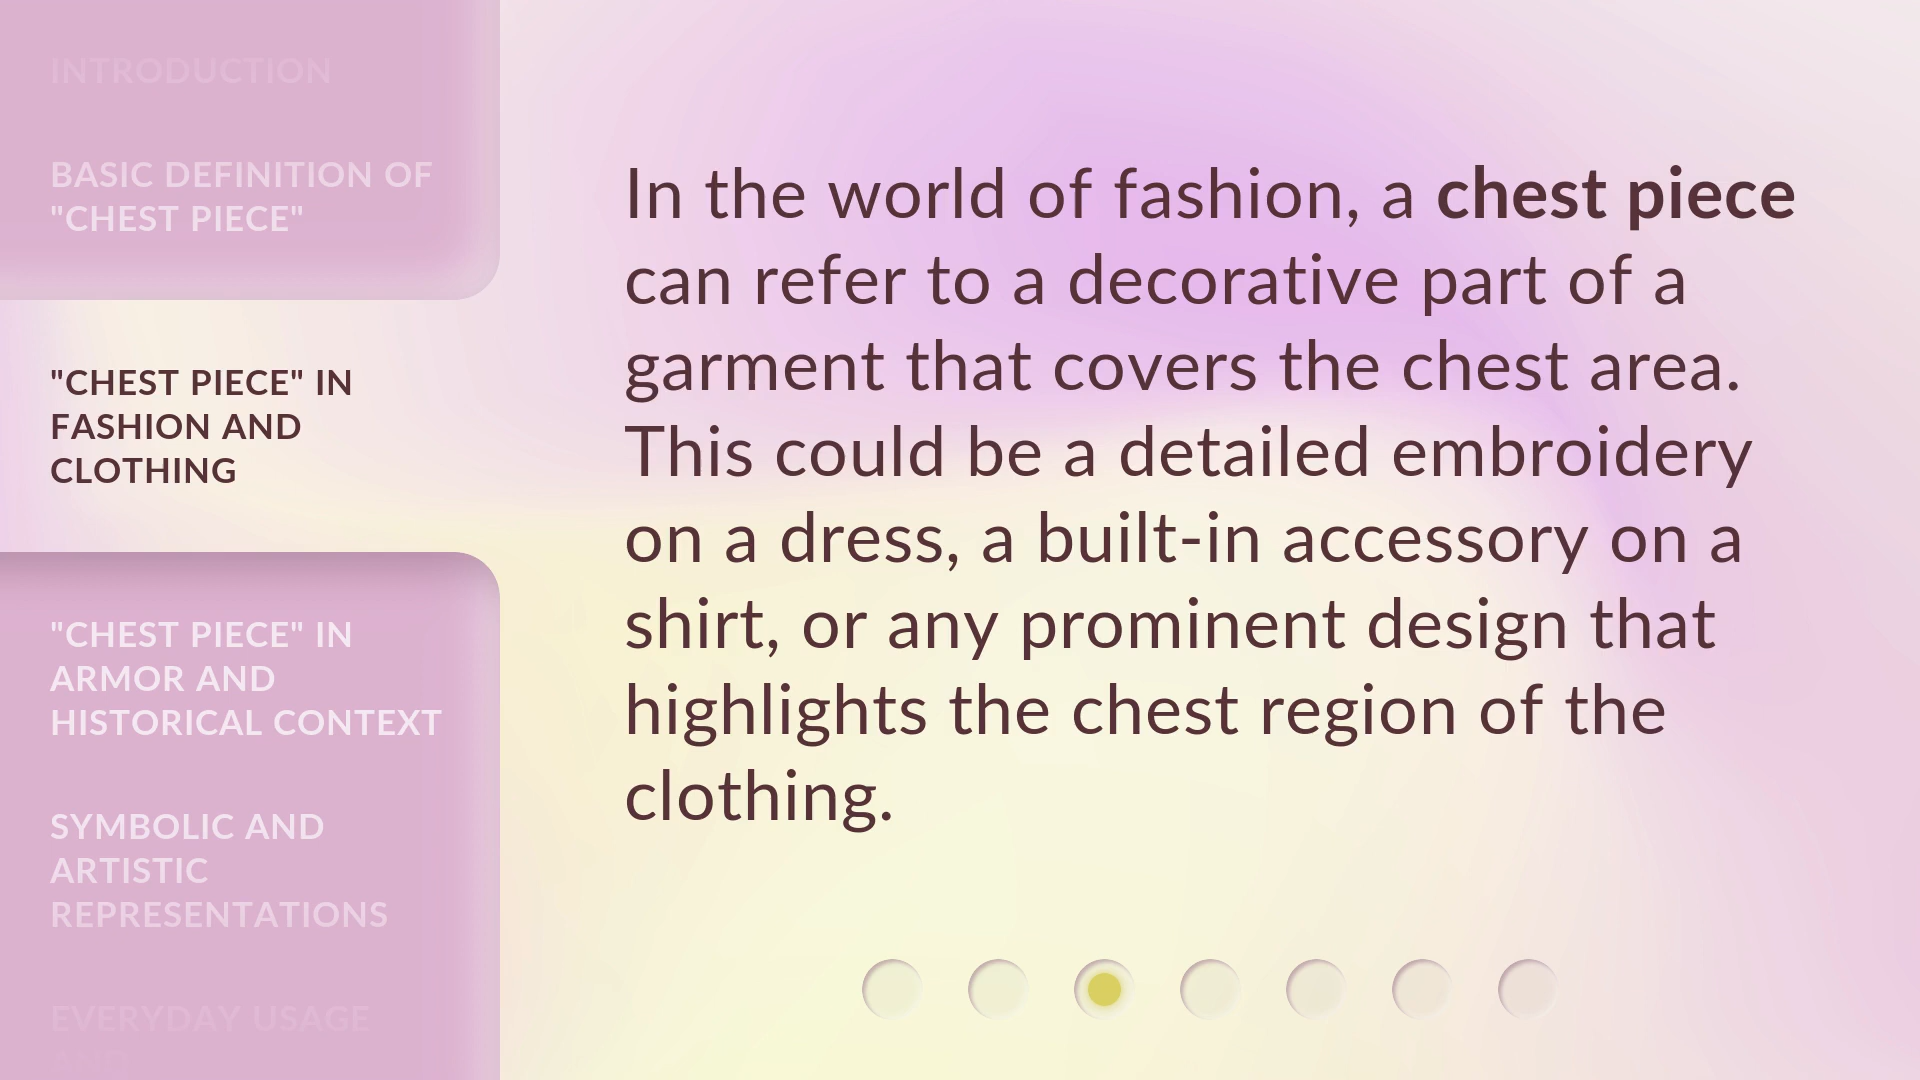 INTRODUCTION
BASIC DEFINITION OF
"CHEST PIECE"
"CHEST PIECE" IN
FASHION AND
CLOTHING
"CHEST PIECE" IN
ARMOR AND
HISTORICAL CONTEXT
SYMBOLIC AND
ARTISTIC
REPRESENTATIONS
EVERYDAY USAGE
AND
In the world of fashion, a chest piece
can refer to a decorative part of a
garment that covers the chest area.
This could be a detailed embroidery
on a dress, a built-in accessory on a
shirt, or any prominent design that
highlights the chest region of the
clothing.